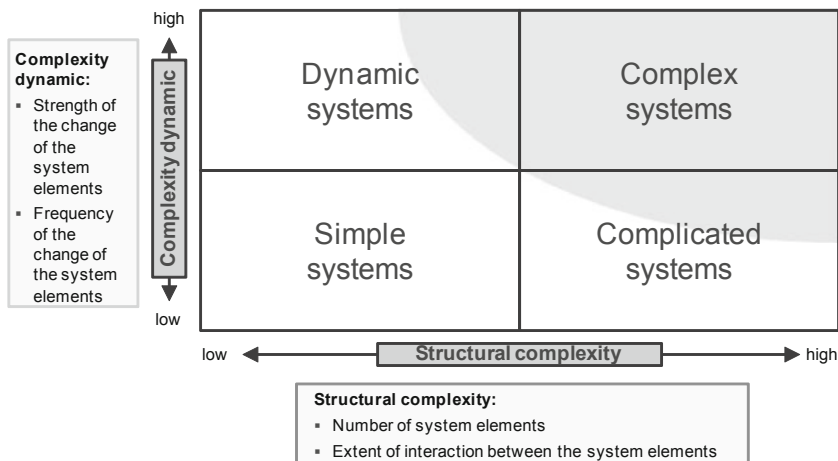 high
Complexity
dynamic:
▪ Strength of
the change
of the
system
elements
▪ Frequency
of the
change of
the system
elements
Complexity dynamic
low
Dynamic
systems
Complex
systems
Simple
systems
Complicated
systems
low
Structural complexity
high
Structural complexity:
▪ Number of system elements
▪ Extent of interaction between the system elements